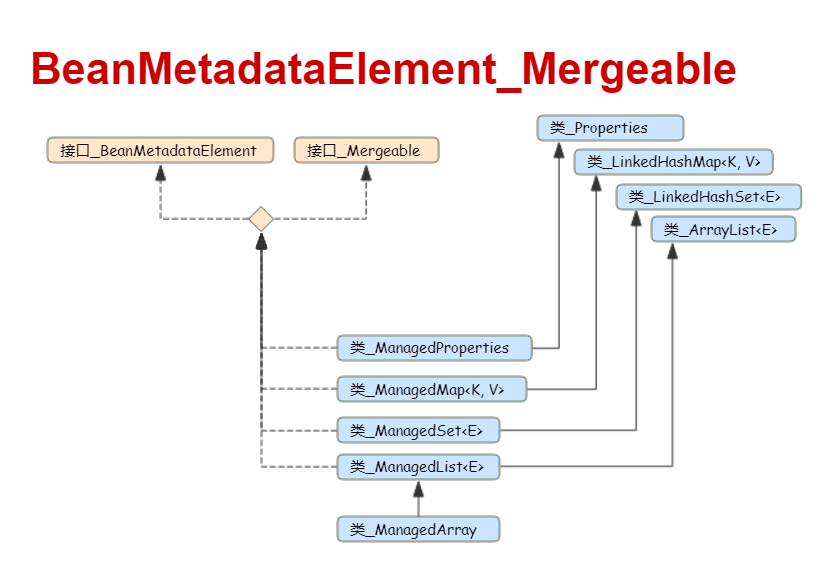 BeanMetadataElement_Mergeable
类_Properties
接口_BeanMetadataElement
接口_Mergeable
类_LinkedHashMap<K, V>
类_LinkedHashSet<E>
类_ArrayList<E>
类_ManagedProperties
类_ManagedMap<K, V>
类_ManagedSet<E>
类_ManagedList<E>
类_ManagedArray